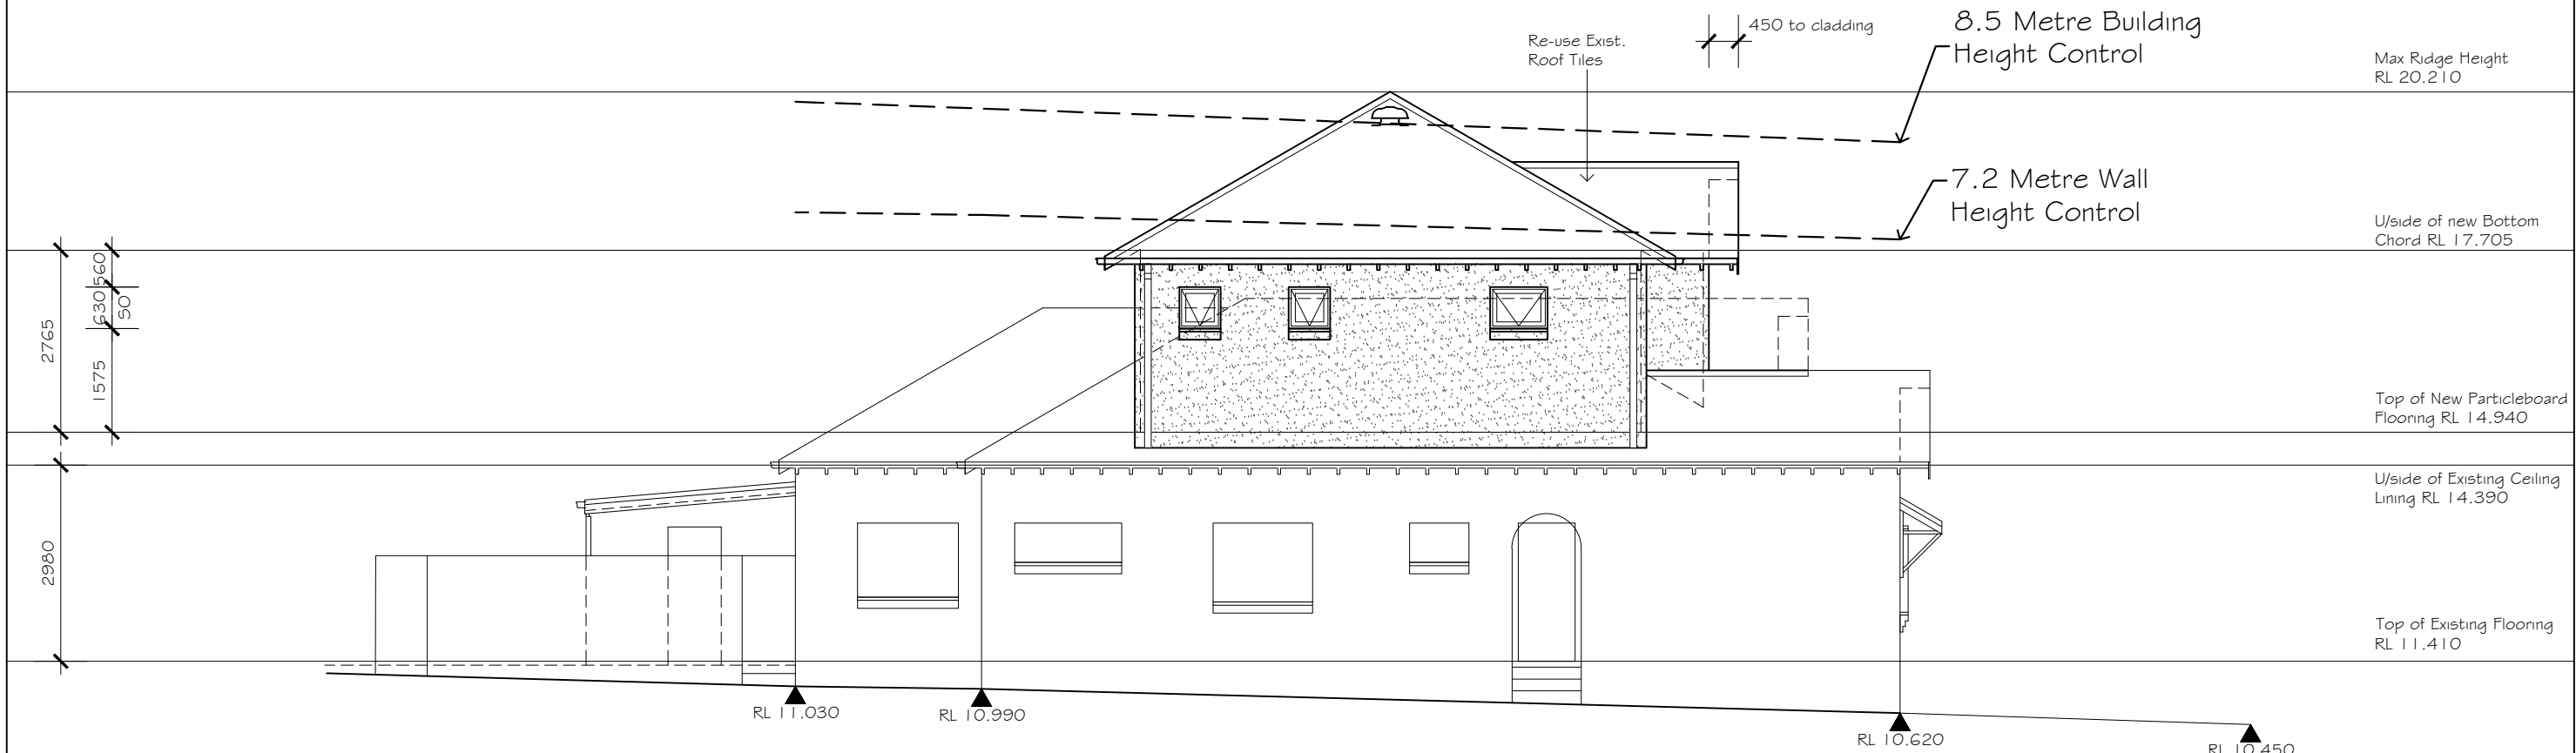 450 to cladding
8.5 Metre Building
Height Control
Re-use Exist.
Roof Tiles
Max Ridge Height
RL 20.210
7.2 Metre Wall
Height Control
U/side of new Bottom
Chord RL 17.705
560
630
50
2765
1575
Top of New Particleboard
Flooring RL 14.940
U/side of Existing Ceiling
Lining RL 14.390
2980
Top of Existing Flooring
RL 11.410
RL 11.030
RL 10.990
RL 10.620
RL 10.450